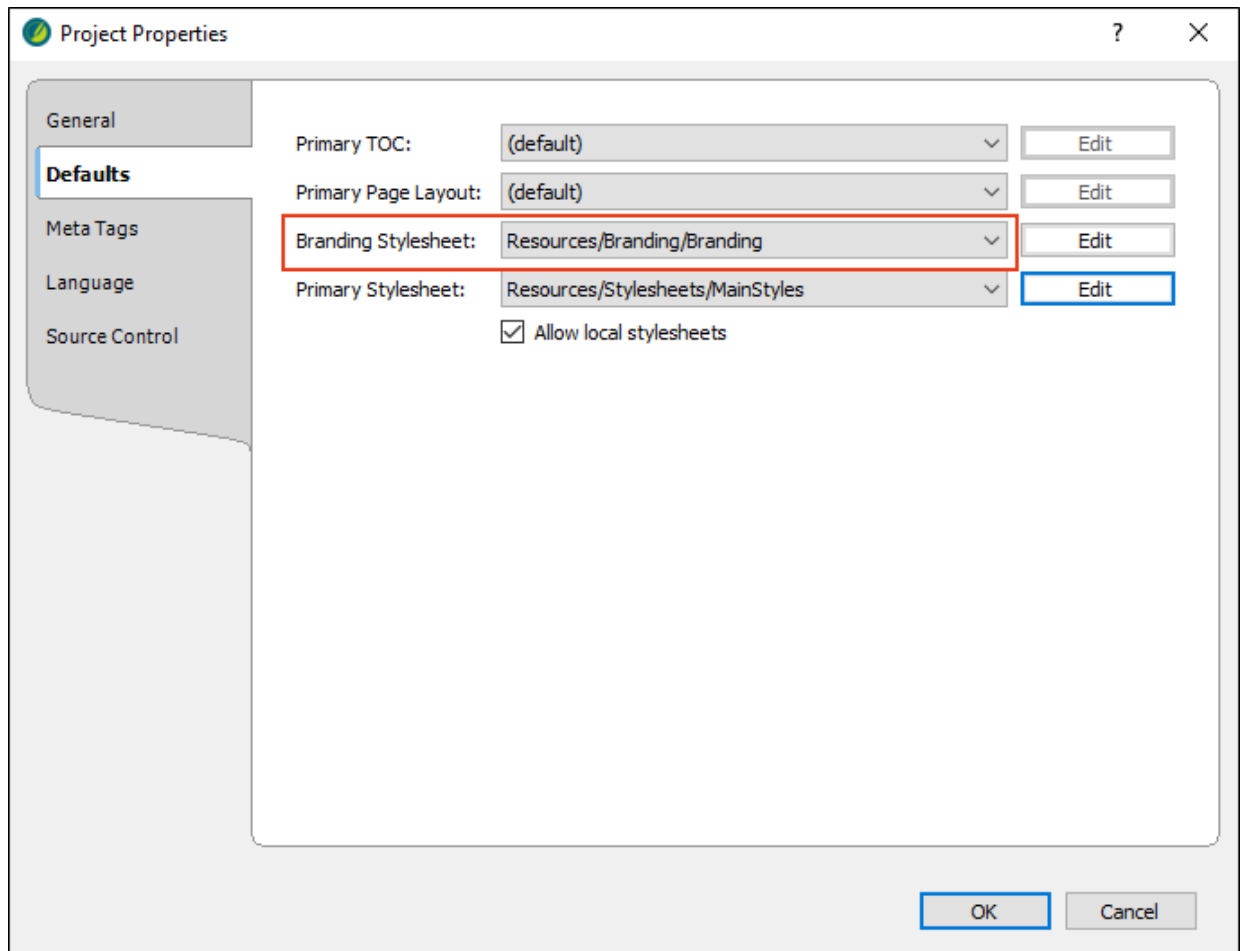 Project Properties ?
General
Defaults
Meta Tags
Language
Source Control
Primary TOC: (default) Edit
Primary Page Layout: (default) Edit
Branding Stylesheet: Resources/Branding/Branding Edit
Primary Stylesheet: Resources/Stylesheets/MainStyles Edit
Allow local stylesheets
OK Cancel